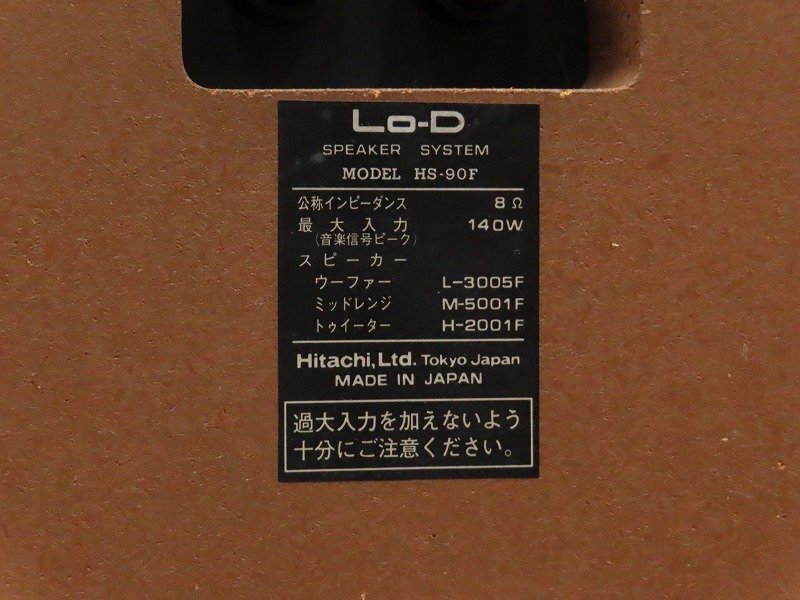 Lo-D
SPEAKER SYSTEM
MODEL HS-90F
公称インピーダンス 8Ω
最大入力 140W
(音楽信号ピーク)
スピーカー
ウーファー L-3005F
ミッドレンジ M-5001F
トゥイーター H-2001F
Hitachi, Ltd. Tokyo Japan
MADE IN JAPAN
過大入力を加えないよう
十分にご注意ください。